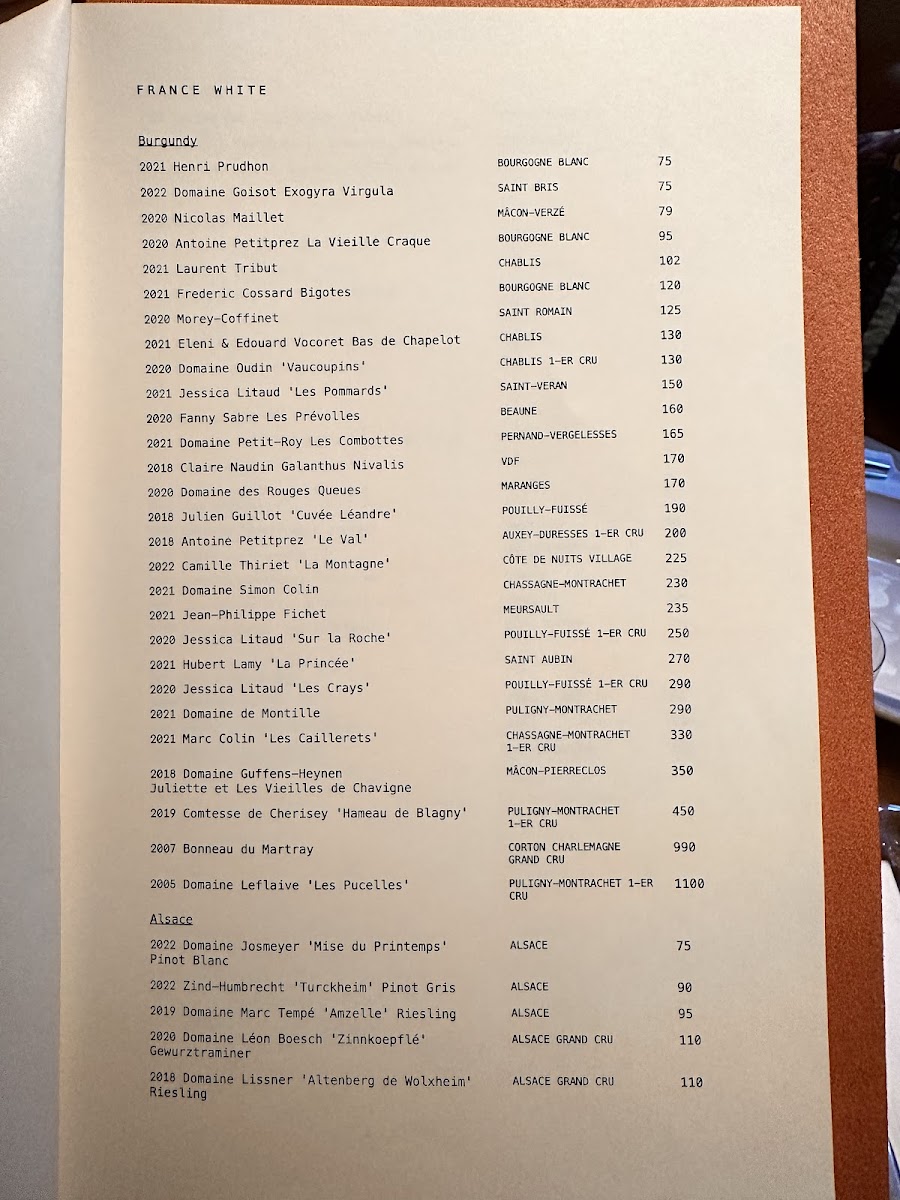 FRANCE WHITE
Burgundy
2021 Henri Prudhon BOURGOGNE BLANC 75
2022 Domaine Goisot Exogyra Virgula SAINT BRIS 75
2020 Nicolas Maillet MÂCON-VERZÉ 79
2020 Antoine Petitprez La Vieille Craque BOURGOGNE BLANC 95
2021 Laurent Tribut CHABLIS 102
2021 Frederic Cossard Bigotes BOURGOGNE BLANC 120
2020 Morey-Coffinet SAINT ROMAIN 125
2021 Eleni & Edouard Vocoret Bas de Chapelot CHABLIS 130
2020 Domaine Oudin 'Vaucoupins' CHABLIS 1-ER CRU 130
2021 Jessica Litaud 'Les Pommards' SAINT-VERAN 150
2020 Fanny Sabre Les Prévolles BEAUNE 160
2021 Domaine Petit-Roy Les Combottes PERNAND-VERGELESSES 165
2018 Claire Naudin Galanthus Nivalis VDF 170
2020 Domaine des Rouges Queues MARANGES 170
2018 Julien Guillot 'Cuvée Léandre' POUILLY-FUISSÉ 190
2018 Antoine Petitprez 'Le Val' AUXEY-DURESSES 1-ER CRU 200
2022 Camille Thiriet 'La Montagne' CÔTE DE NUITS VILLAGE 225
2021 Domaine Simon Colin CHASSAGNE-MONTRACHET 230
2021 Jean-Philippe Fichet MEURSAULT 235
2020 Jessica Litaud 'Sur la Roche' POUILLY-FUISSÉ 1-ER CRU 250
2021 Hubert Lamy 'La Princée' SAINT AUBIN 270
2020 Jessica Litaud 'Les Crays' POUILLY-FUISSÉ 1-ER CRU 290
2021 Domaine de Montille PULIGNY-MONTRACHET 290
2021 Marc Colin 'Les Caillerets' CHASSAGNE-MONTRACHET 330
1-ER CRU
2018 Domaine Guffens-Heynen MÂCON-PIERRECLOS 350
Juliette et Les Vieilles de Chavigne
2019 Comtesse de Cherisey 'Hameau de Blagny' PULIGNY-MONTRACHET 450
1-ER CRU
2007 Bonneau du Martray CORTON CHARLEMAGNE 990
GRAND CRU
2005 Domaine Leflaive 'Les Pucelles' PULIGNY-MONTRACHET 1-ER 1100
CRU
Alsace
2022 Domaine Josmeyer 'Mise du Printemps' ALSACE 75
Pinot Blanc
2022 Zind-Humbrecht 'Turckheim' Pinot Gris ALSACE 90
2019 Domaine Marc Tempé 'Amzelle' Riesling ALSACE 95
2020 Domaine Léon Boesch 'Zinnkoepflé' ALSACE GRAND CRU 110
Gewurztraminer
2018 Domaine Lissner 'Altenberg de Wolxheim' ALSACE GRAND CRU 110
Riesling